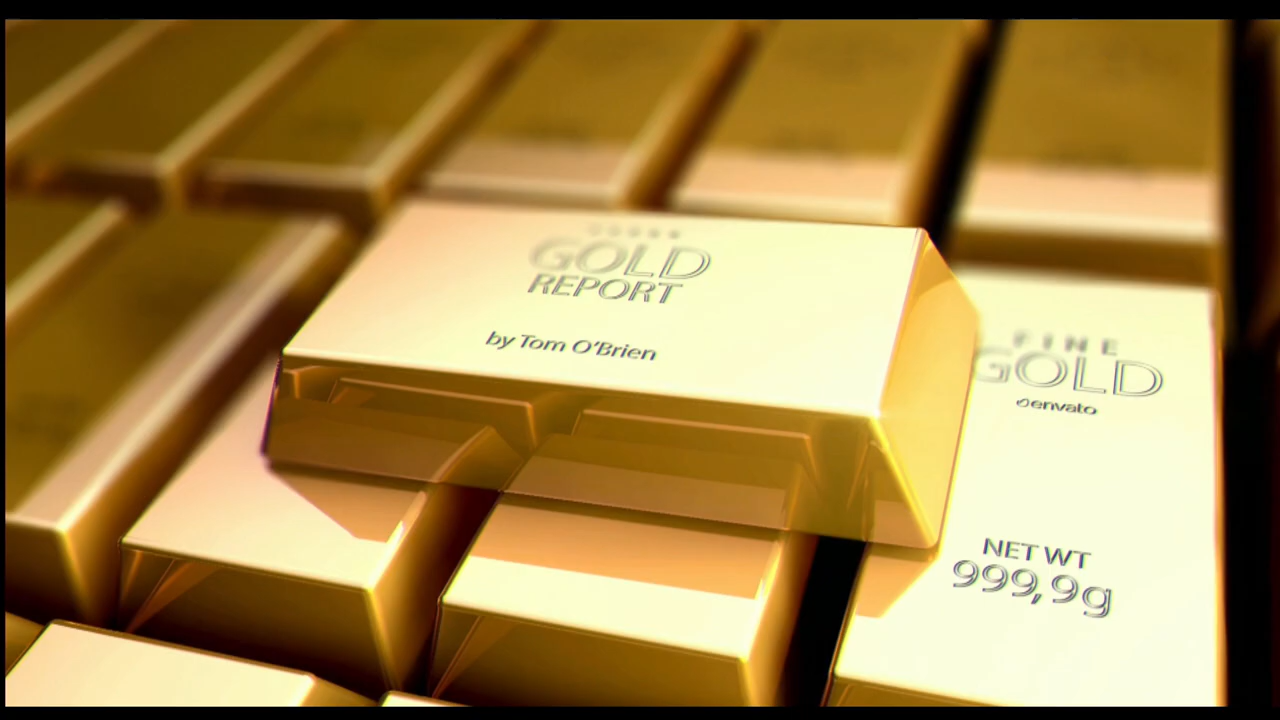 GOLD
REPORT
by Tom O'Brien
FINE
GOLD
envato
NET WT
999,9g